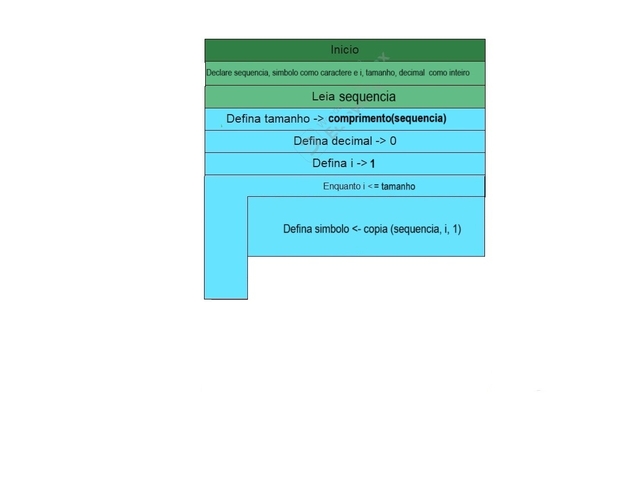 Inicio
Declare sequencia, simbolo como caractere e i, tamanho, decimal como inteiro
Leia sequencia
Defina tamanho -> comprimento(sequencia)
Defina decimal -> 0
Defina i -> 1
Enquanto i <= tamanho
Defina simbolo <- copia (sequencia, i, 1)